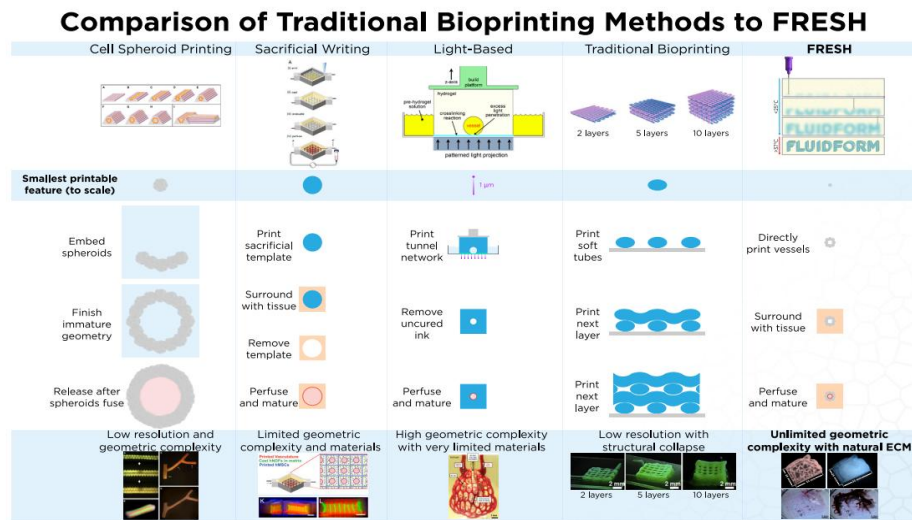 Comparison of Traditional Bioprinting Methods to FRESH
Cell Spheroid Printing
Sacrificial Writing
Light-Based
Traditional Bioprinting
FRESH
z-axis
build
platform
hydrogel
pre-hydrogel
solution
crosslinking
reaction
excess
light
penetration
patterned light projection
2 layers
5 layers
10 layers
FLUIDFORM
FLUIDFORM
FLUIDFORM
Smallest printable
feature (to scale)
1 μm
Embed
spheroids
Print
sacrificial
template
Print
tunnel
network
Print
soft
tubes
Directly
print vessels
Finish
immature
geometry
Surround
with tissue
Remove
template
Remove
uncured
ink
Print
next
layer
Surround
with tissue
Release after
spheroids fuse
Perfuse
and mature
Perfuse
and mature
Print
next
layer
Perfuse
and mature
Low resolution and
geometric complexity
Limited geometric
complexity and materials
High geometric complexity
with very limited materials
Low resolution with
structural collapse
Unlimited geometric
complexity with natural ECM
2 mm
2 mm
2 mm
2 layers
5 layers
10 layers